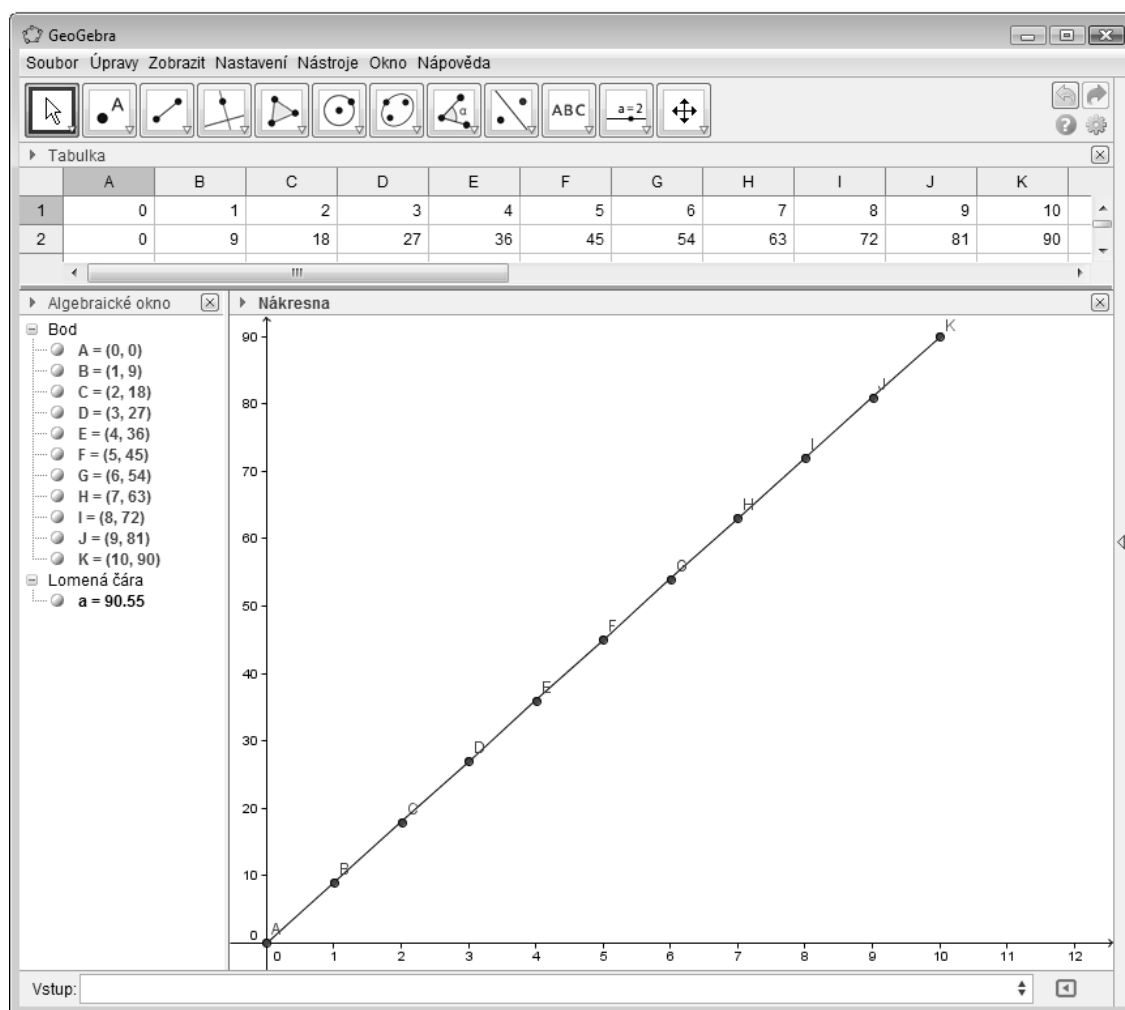 GeoGebra
Soubor Úpravy Zobrazit Nastavení Nástroje Okno Nápověda
A α ABC a=2
Tabulka
A B C D E F G H I J K
1 0 1 2 3 4 5 6 7 8 9 10
2 0 9 18 27 36 45 54 63 72 81 90
Algebraické okno
Bod
A = (0, 0)
B = (1, 9)
C = (2, 18)
D = (3, 27)
E = (4, 36)
F = (5, 45)
G = (6, 54)
H = (7, 63)
I = (8, 72)
J = (9, 81)
K = (10, 90)
Lomená čára
a = 90.55
Nákresna
K
90
J
80
I
70
H
60
G
50
F
40
E
30
D
20
C
10
B
0
A
0 1 2 3 4 5 6 7 8 9 10 11 12
Vstup: